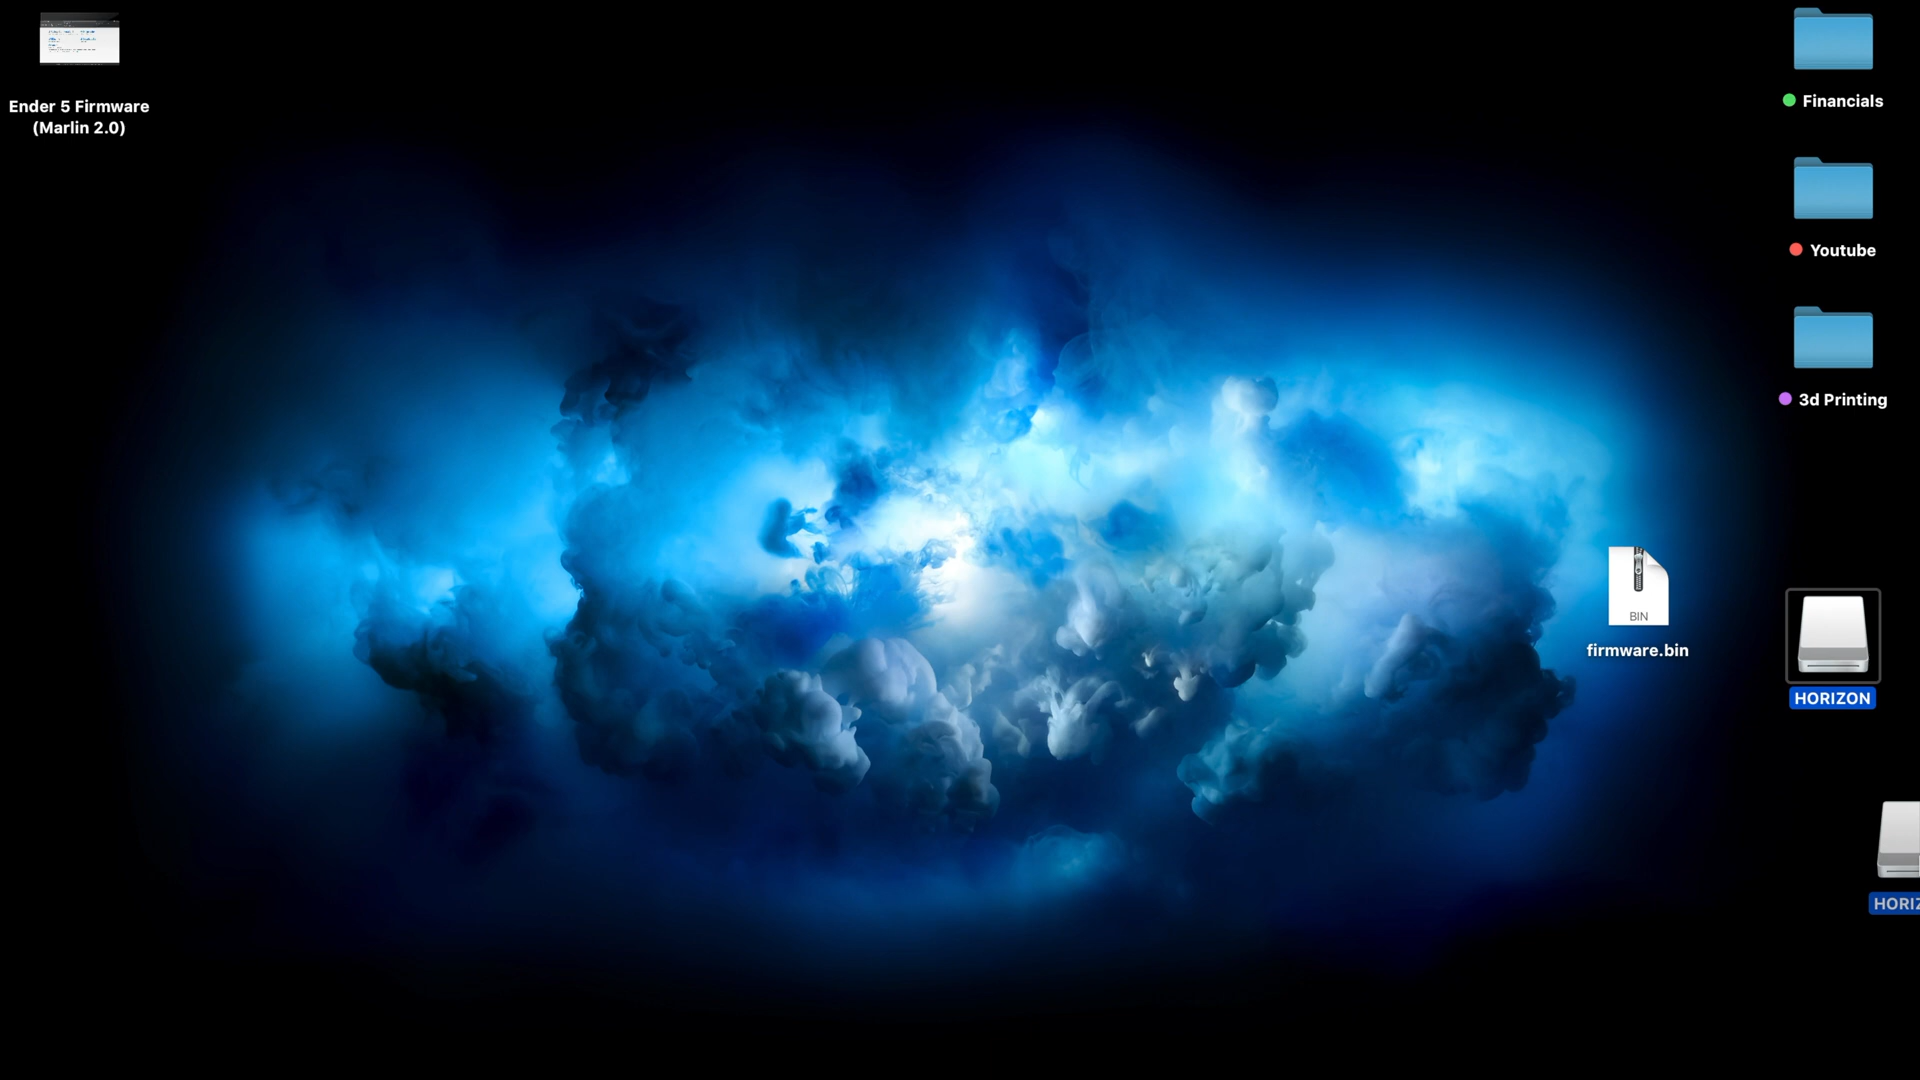 Ender 5 Firmware
(Marlin 2.0)
Financials
Youtube
3d Printing
BIN
firmware.bin
HORIZON
HORIZ